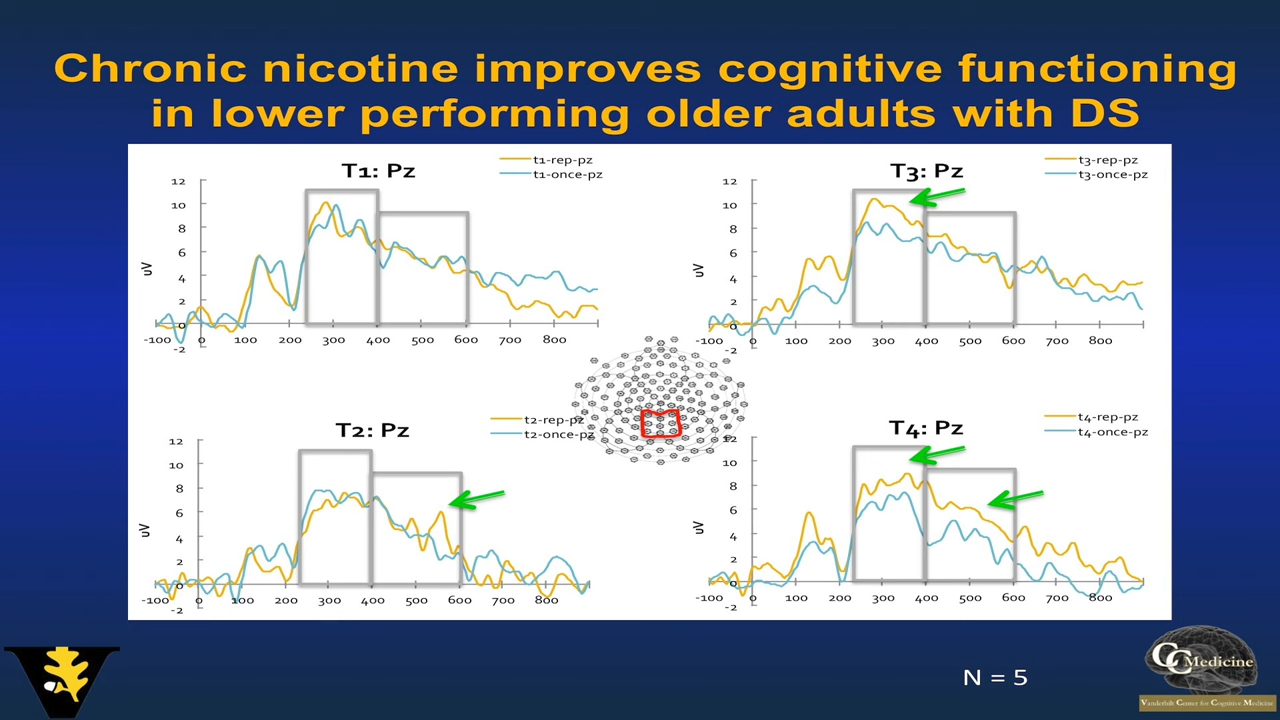 Chronic nicotine improves cognitive functioning
in lower performing older adults with DS
T1: Pz
t1-rep-pz
t1-once-pz
12
10
8
6
4
2
0
-2
uV
-100 0 100 200 300 400 500 600 700 800
T3: Pz
t3-rep-pz
t3-once-pz
12
10
8
6
4
2
0
-2
uV
-100 0 100 200 300 400 500 600 700 800
T2: Pz
t2-rep-pz
t2-once-pz
12
10
8
6
4
2
0
-2
uV
-100 0 100 200 300 400 500 600 700 800
T4: Pz
t4-rep-pz
t4-once-pz
12
10
8
6
4
2
0
-2
uV
-100 0 100 200 300 400 500 600 700 800
N = 5
V
CC Medicine
Vanderbilt Center for Cognitive Medicine